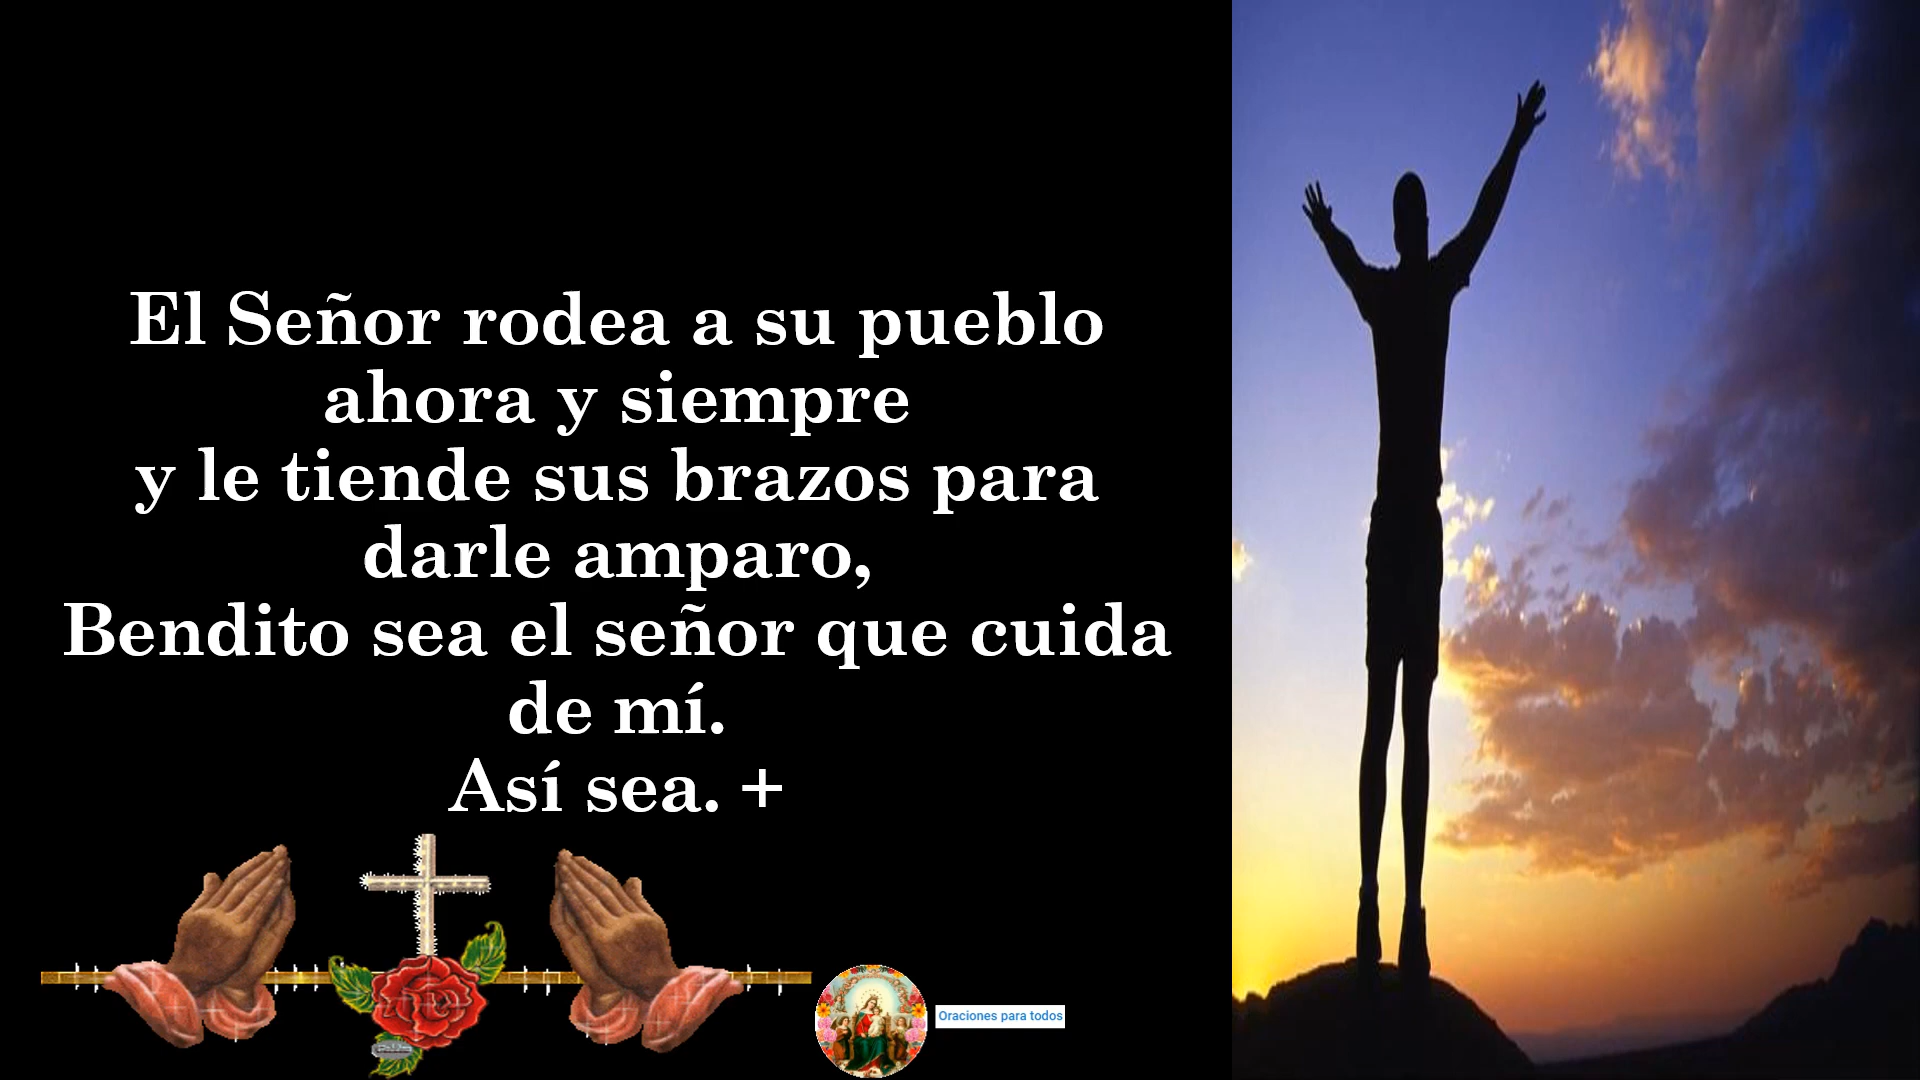 El Señor rodea a su pueblo
ahora y siempre
y le tiende sus brazos para
darle amparo,
Bendito sea el señor que cuida
de mí.
Así sea. +
Oraciones para todos